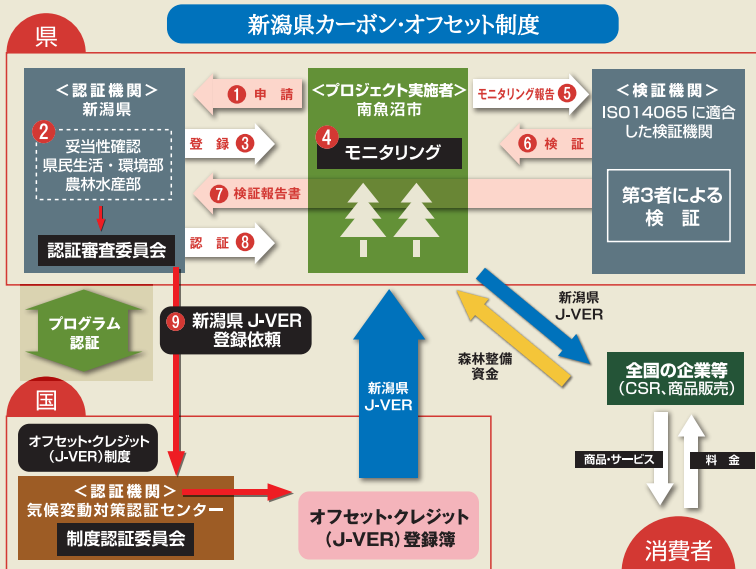 新潟県カーボン・オフセット制度
県
＜認証機関＞
新潟県
② 妥当性確認
県民生活・環境部
農林水産部
認証審査委員会
① 申請
登録 ③
⑦ 検証報告書
認証 ⑧
＜プロジェクト実施者＞
南魚沼市
④ モニタリング
モニタリング報告 ⑤
⑥ 検証
＜検証機関＞
ISO14065に適合
した検証機関
第3者による
検証
プログラム
認証
⑨ 新潟県 J-VER
登録依頼
新潟県
J-VER
森林整備
資金
新潟県
J-VER
全国の企業等
（CSR、商品販売）
商品・サービス
料金
消費者
国
オフセット・クレジット
（J-VER）制度
＜認証機関＞
気候変動対策認証センター
制度認証委員会
オフセット・クレジット
（J-VER）登録簿